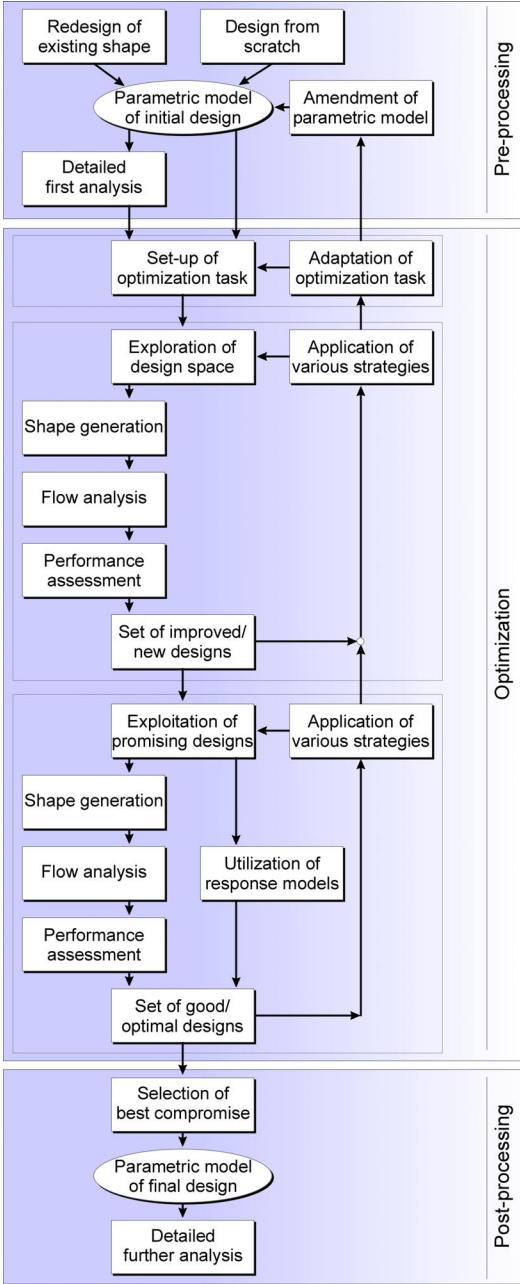 Redesign of
existing shape
Design from
scratch
Parametric model
of initial design
Amendment of
parametric model
Detailed
first analysis
Pre-processing
Set-up of
optimization task
Adaptation of
optimization task
Exploration of
design space
Application of
various strategies
Shape generation
Flow analysis
Performance
assessment
Set of improved/
new designs
Optimization
Exploitation of
promising designs
Application of
various strategies
Shape generation
Flow analysis
Utilization of
response models
Performance
assessment
Set of good/
optimal designs
Selection of
best compromise
Parametric model
of final design
Detailed
further analysis
Post-processing